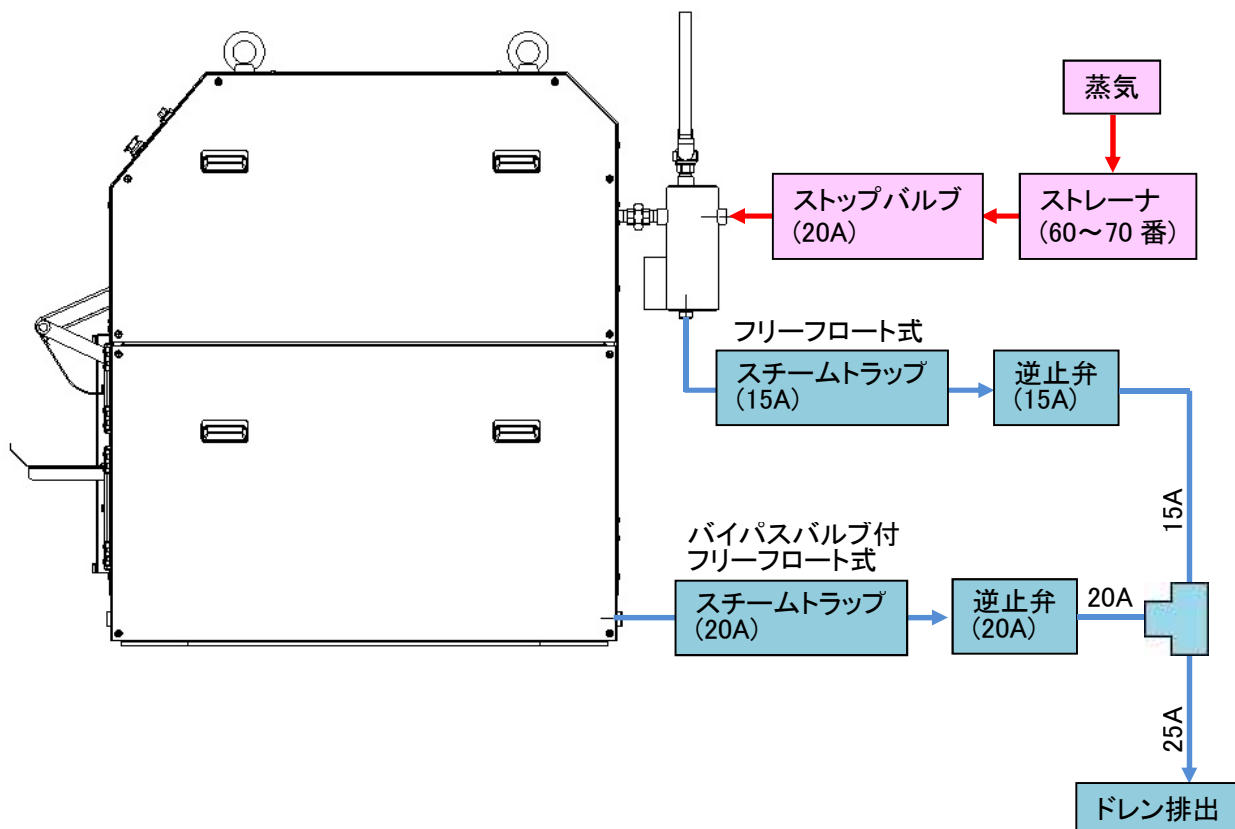 蒸気
ストップバルブ
(20A)
ストレーナ
(60～70 番)
フリーフロート式
スチームトラップ
(15A)
逆止弁
(15A)
15A
バイパスバルブ付
フリーフロート式
スチームトラップ
(20A)
逆止弁
(20A)
20A
25A
ドレン排出